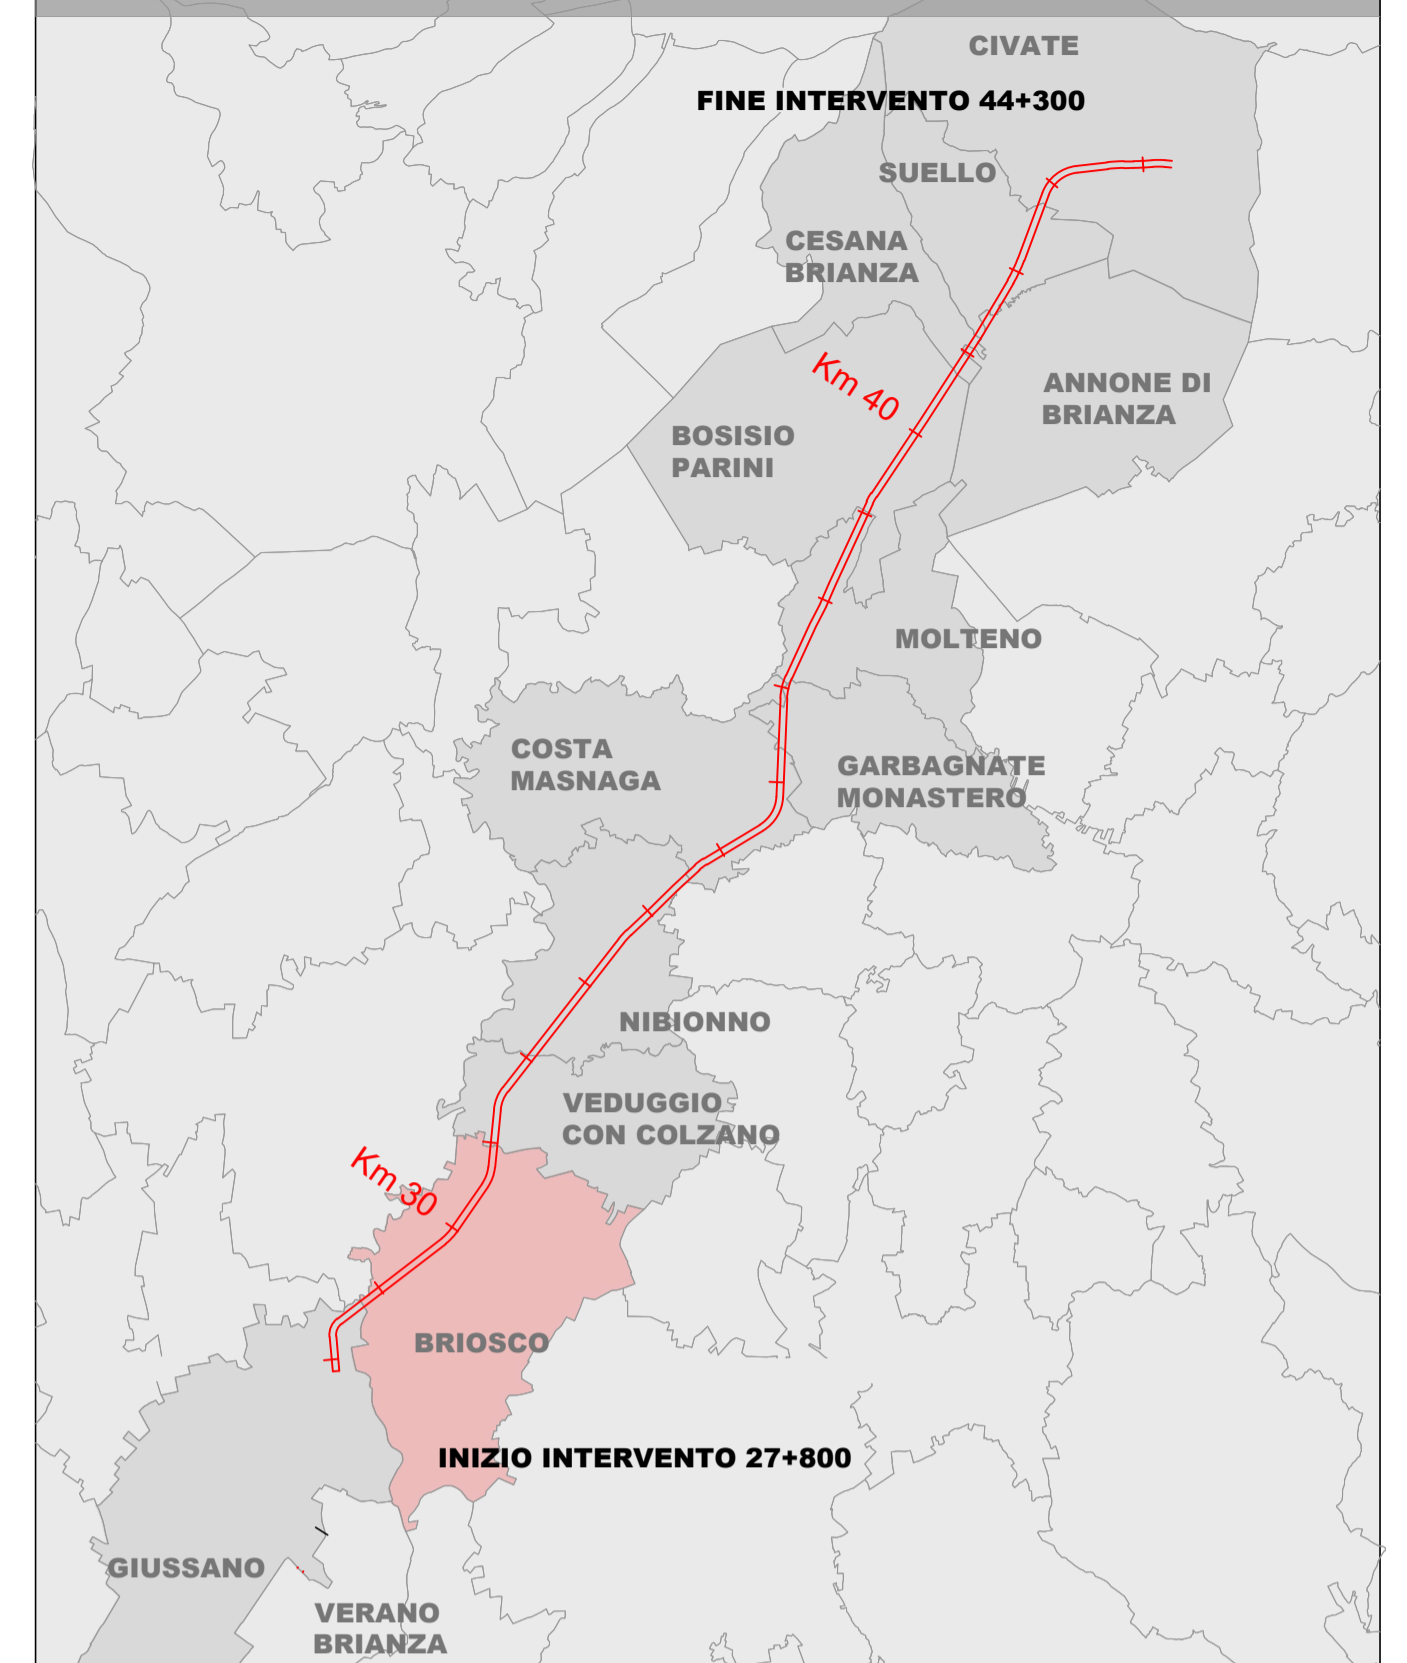 CIVATE
FINE INTERVENTO 44+300
SUELLO
CESANA
BRIANZA
Km 40
ANNONE DI
BRIANZA
BOSISIO
PARINI
MOLTENO
COSTA
MASNAGA
GARBAGNATE
MONASTERO
NIBIONNO
VEDUGGIO
CON COLZANO
Km 30
BRIOSCO
INIZIO INTERVENTO 27+800
GIUSSANO
VERANO
BRIANZA